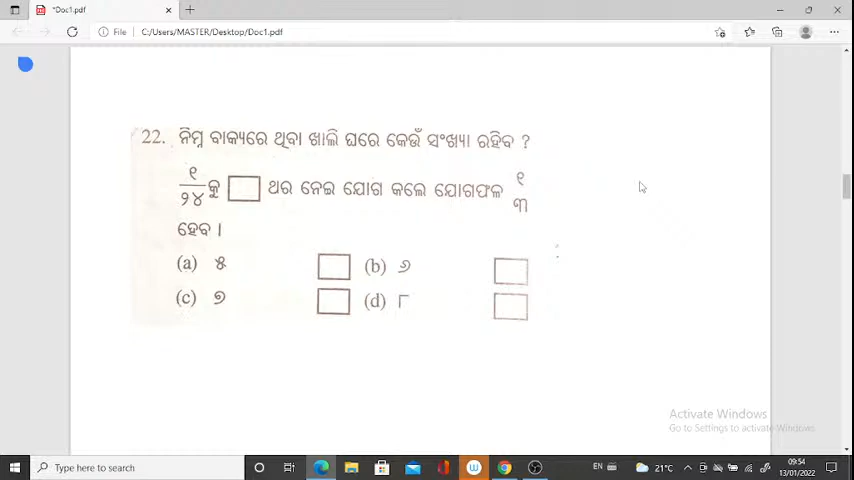 *Doc1.pdf
File
C:/Users/MASTER/Desktop/Doc1.pdf
22. ନିମ୍ନ ବାକ୍ୟରେ ଥିବା ଖାଲି ଘରେ କେଉଁ ସଂଖ୍ୟା ରହିବ ?
୧/୨୪ କୁ ଥର ନେଇ ଯୋଗ କଲେ ଯୋଗଫଳ ୧/୩
ହେବ ।
(a) ୫ (b) ୬
(c) ୭ (d) ୮
Activate Windows
Go to Settings to activate Windows.
Type here to search
EN
21°C
09:54
13/01/2022